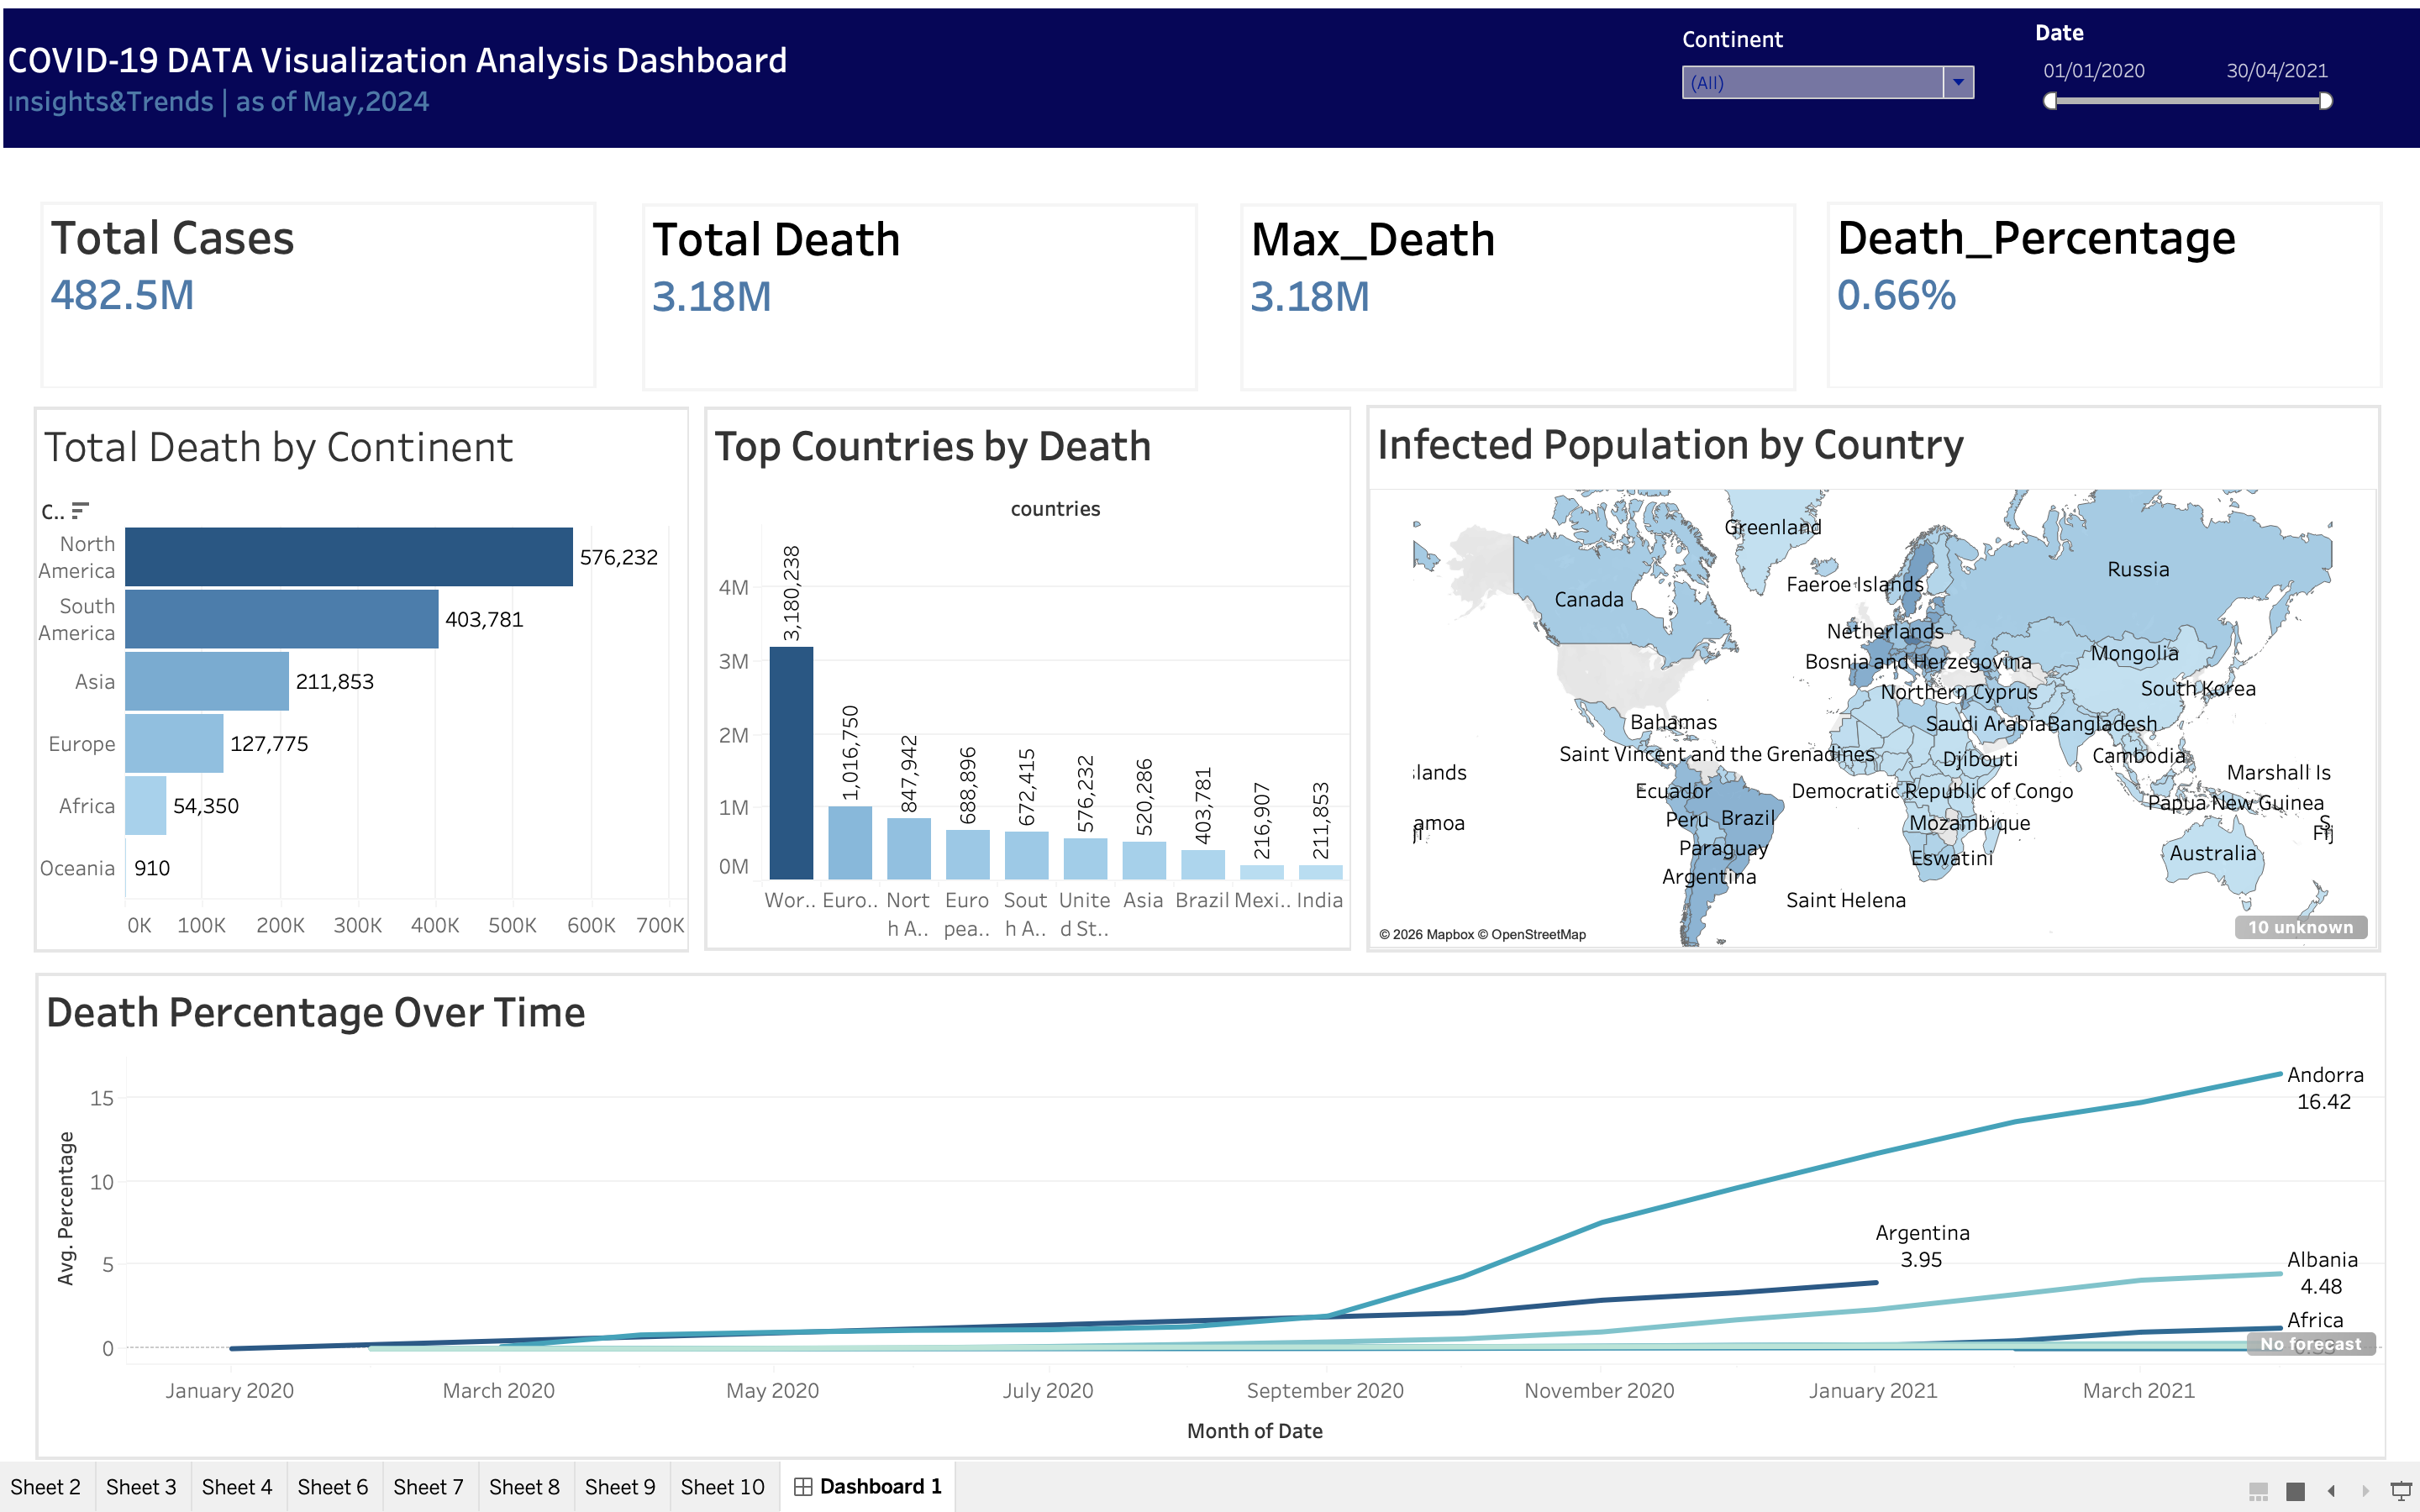 COVID-19 DATA Visualization Analysis Dashboard
insights&Trends | as of May,2024
Continent
(All)
Date
01/01/2020 30/04/2021
Total Cases
482.5M
Total Death
3.18M
Max_Death
3.18M
Death_Percentage
0.66%
Total Death by Continent
C..
North
America
576,232
South
America
403,781
Asia
211,853
Europe
127,775
Africa
54,350
Oceania
910
0K 100K 200K 300K 400K 500K 600K 700K
Top Countries by Death
countries
4M
3M
2M
1M
0M
3,180,238
1,016,750
847,942
688,896
672,415
576,232
520,286
403,781
216,907
211,853
Wor.. Euro.. Nort Euro Sout Unite Asia Brazil Mexi.. India
h A.. pea.. h A.. d St..
Infected Population by Country
Greenland
Russia
Faeroe Islands
Canada
Netherlands
Mongolia
Bosnia and Herzegovina
South Korea
Northern Cyprus
Bahamas
Saudi Arabia
Bangladesh
Saint Vincent and the Grenadines
Djibouti
Cambodia
lands
Marshall Is
Ecuador
Democratic Republic of Congo
Papua New Guinea
Peru
Brazil
amoa
Mozambique
S
Fij
Paraguay
Eswatini
Australia
Argentina
Saint Helena
10 unknown
© 2026 Mapbox © OpenStreetMap
Death Percentage Over Time
Avg. Percentage
15
10
5
0
Andorra
16.42
Argentina
3.95
Albania
4.48
Africa
No forecast
January 2020 March 2020 May 2020 July 2020 September 2020 November 2020 January 2021 March 2021
Month of Date
Sheet 2 Sheet 3 Sheet 4 Sheet 6 Sheet 7 Sheet 8 Sheet 9 Sheet 10 Dashboard 1